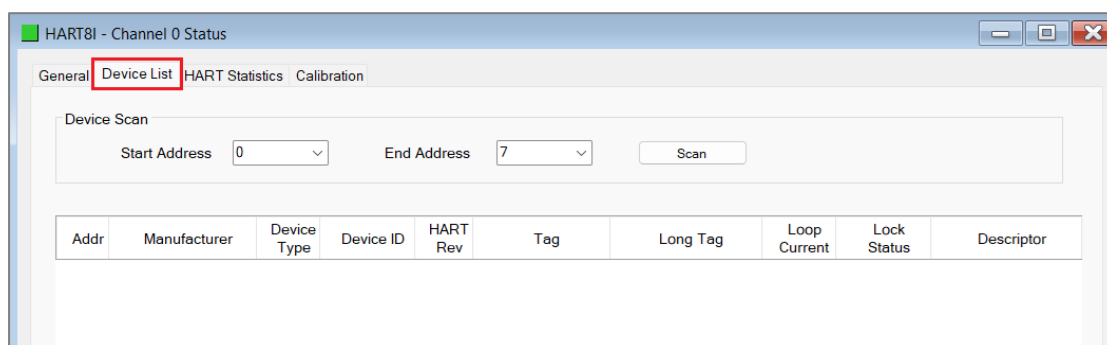 HART8I - Channel 0 Status
General Device List HART Statistics Calibration
Device Scan
Start Address 0 End Address 7 Scan
Addr Manufacturer Device Type Device ID HART Rev Tag Long Tag Loop Current Lock Status Descriptor